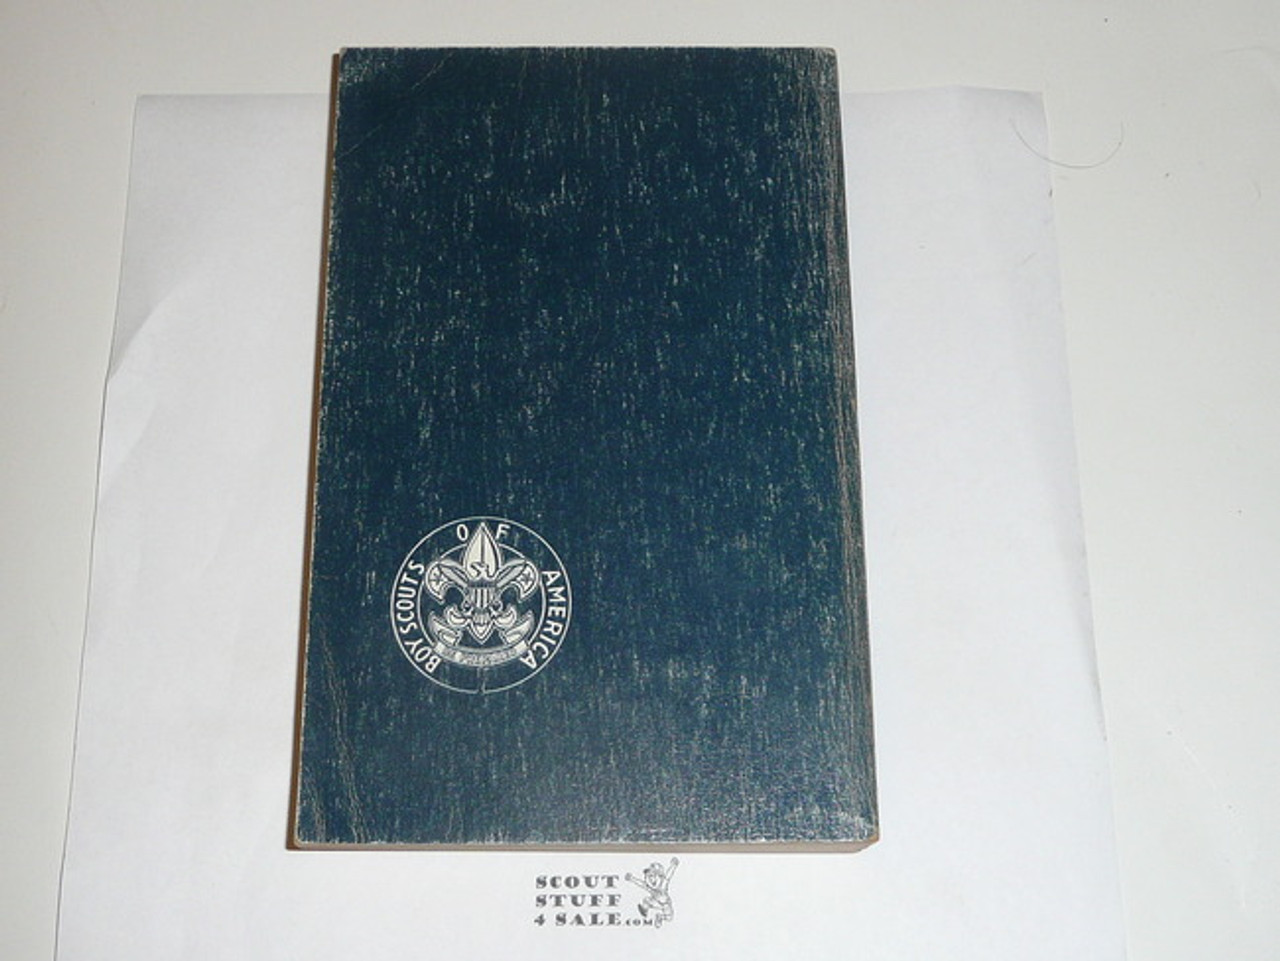 BOY SCOUTS OF AMERICA
SCOUT
STUFF
4 SALE.COM